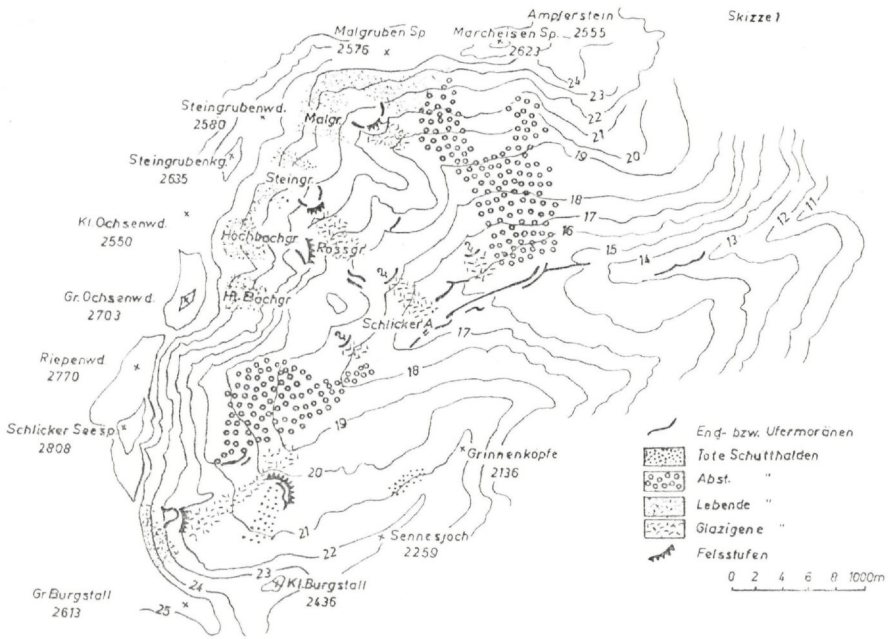 Skizze 1
Ampferstein
2555
Malgruben Sp
2576
Marcheisen Sp.
2623
24
23
22
21
20
19
Steingrubenwd.
2580
Malgr.
Steingrubenkg.
2635
Steingr.
18
17
16
15
14
13
12
11
Kl. Ochsenwd.
2550
Hochbachgr.
Rossgr.
Gr. Ochsenwd.
2703
Schlicker A.
17
18
Riepenwd.
2770
19
Schlicker Seesp.
2808
Grinnenköpfe
2136
20
21
22
Sennesjoch
2259
23
24
Kl. Burgstall
2436
Gr Burgstall
2613
25
End- bzw. Ufermoränen
Tote Schutthalden
Abst. "
Lebende "
Glazigene "
Felsstufen
0 2 4 6 8 1000m